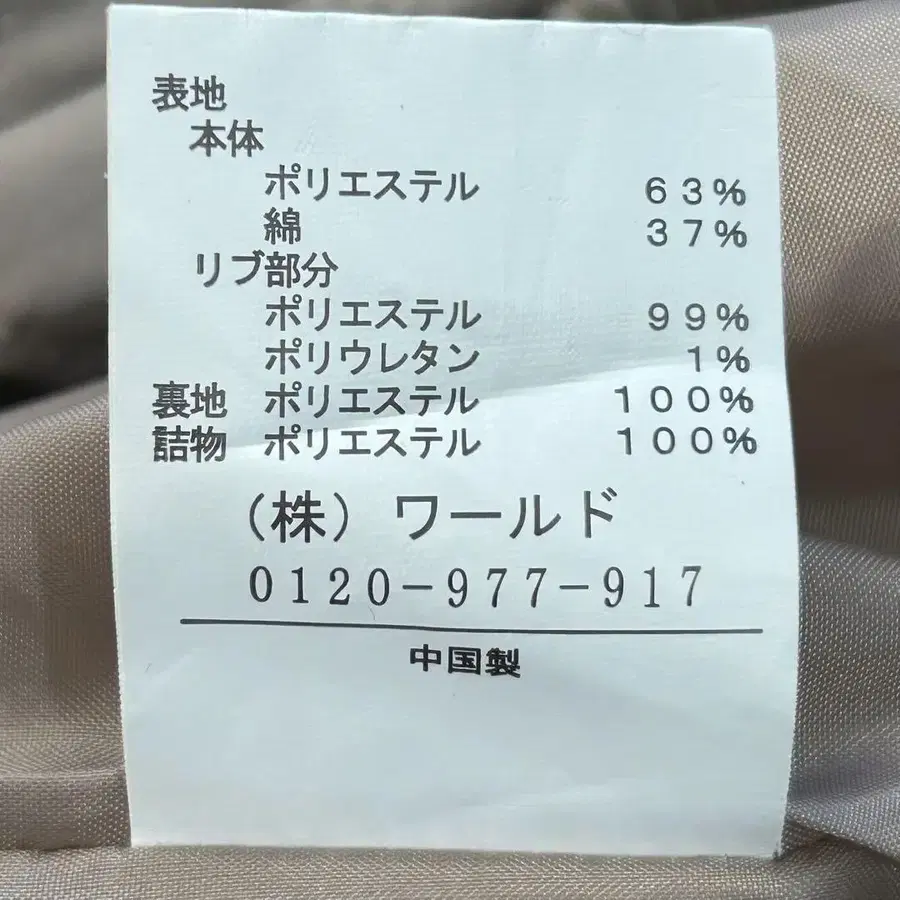 表地
本体
ポリエステル 63%
綿 37%
リブ部分
ポリエステル 99%
ポリウレタン 1%
裏地 ポリエステル 100%
詰物 ポリエステル 100%
(株) ワールド
0120-977-917
中国製